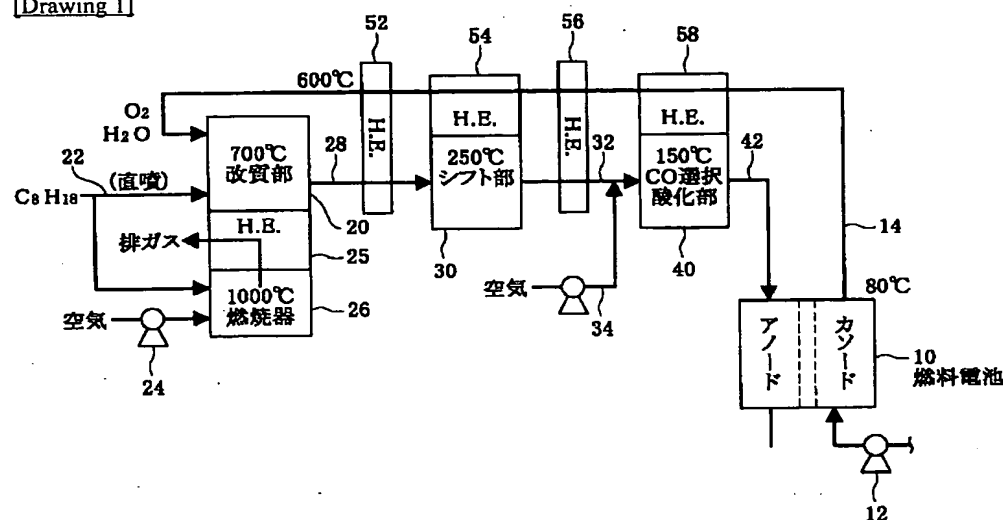 [Drawing 1]
52
54
56
58
600℃
O2
H2O
H.E.
H.E.
H.E.
H.E.
22
(直噴)
C8H18
700℃
改質部
28
250℃
シフト部
32
150℃
CO選択
酸化部
42
20
H.E.
排ガス
25
30
40
14
空気
34
80℃
1000℃
燃焼器
26
空気
24
アノード
カソード
10
燃料電池
12